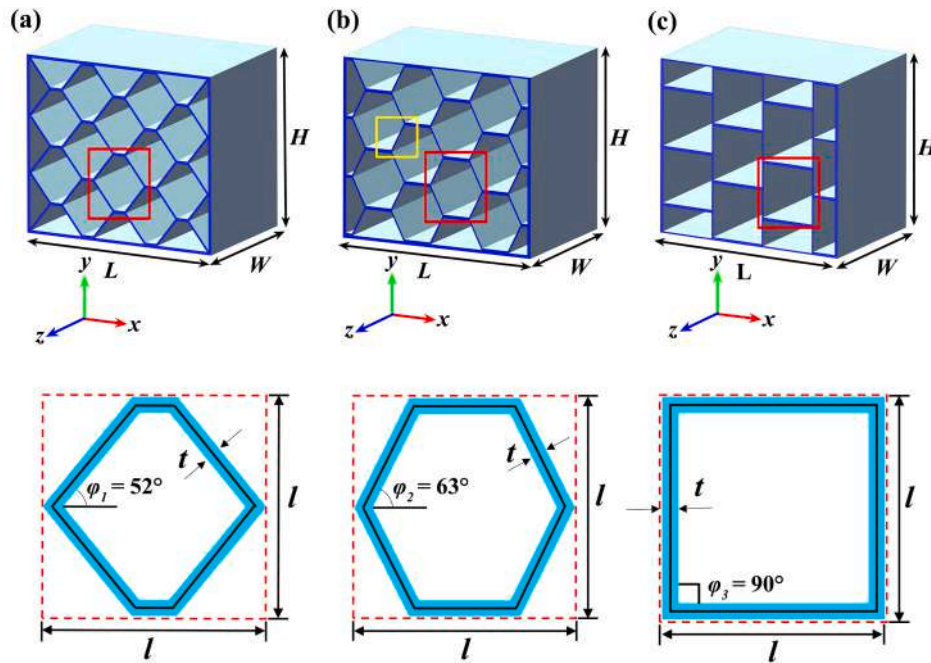 (a)
(b)
(c)
H
H
H
L
W
L
W
L
W
y
x
z
y
x
z
y
x
z
t
φ1 = 52°
l
l
t
φ2 = 63°
l
l
t
φ3 = 90°
l
l